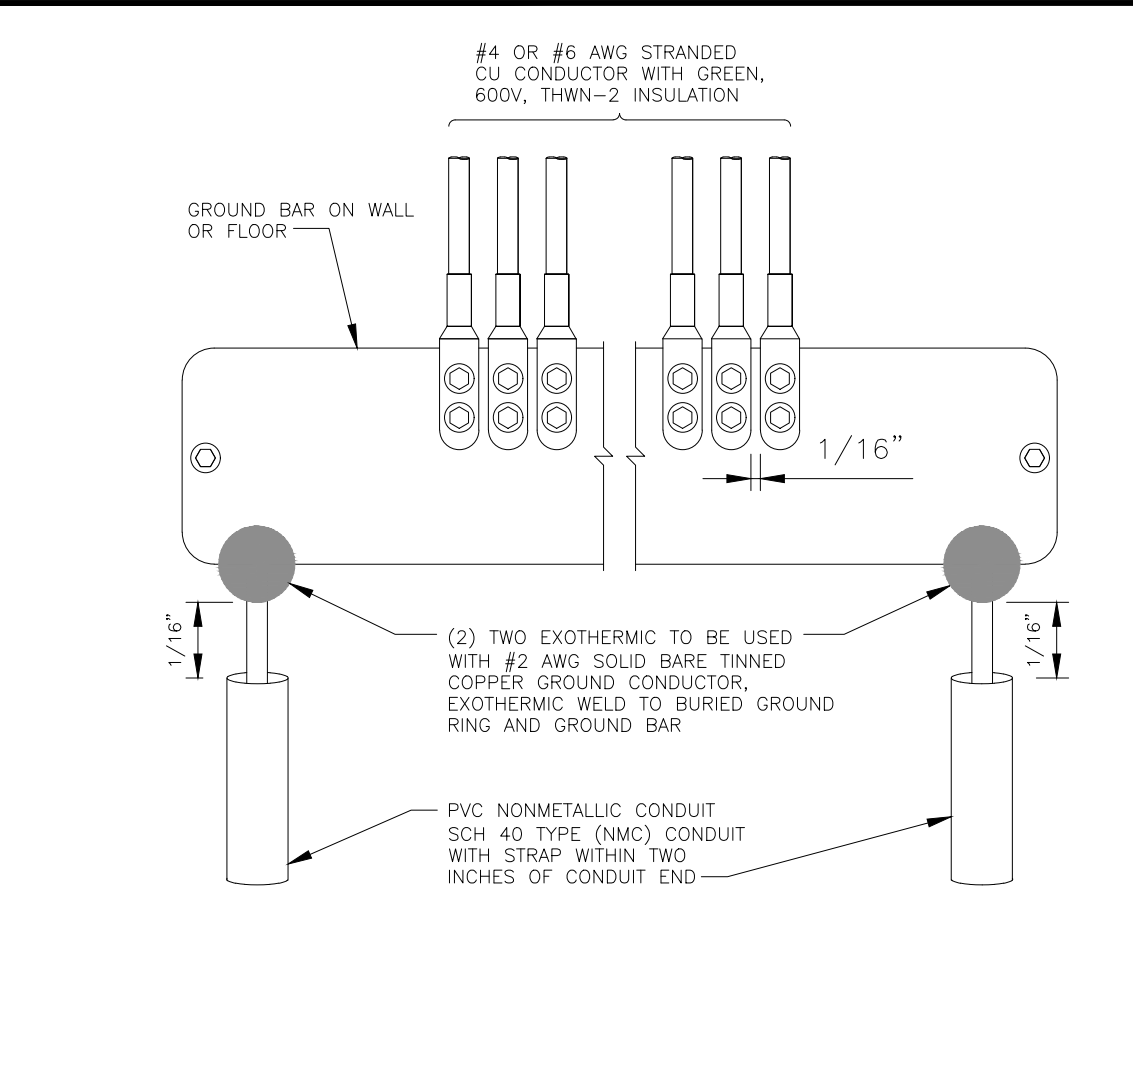 #4 OR #6 AWG STRANDED
CU CONDUCTOR WITH GREEN,
600V, THWN-2 INSULATION
GROUND BAR ON WALL
OR FLOOR
1/16"
1/16"
1/16"
(2) TWO EXOTHERMIC TO BE USED
WITH #2 AWG SOLID BARE TINNED
COPPER GROUND CONDUCTOR,
EXOTHERMIC WELD TO BURIED GROUND
RING AND GROUND BAR
PVC NONMETALLIC CONDUIT
SCH 40 TYPE (NMC) CONDUIT
WITH STRAP WITHIN TWO
INCHES OF CONDUIT END